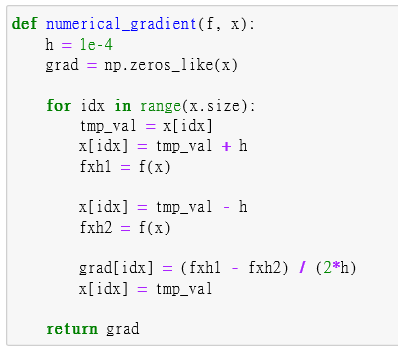 def numerical_gradient(f, x):
    h = 1e-4
    grad = np.zeros_like(x)

    for idx in range(x.size):
        tmp_val = x[idx]
        x[idx] = tmp_val + h
        fxh1 = f(x)

        x[idx] = tmp_val - h
        fxh2 = f(x)

        grad[idx] = (fxh1 - fxh2) / (2*h)
        x[idx] = tmp_val

    return grad